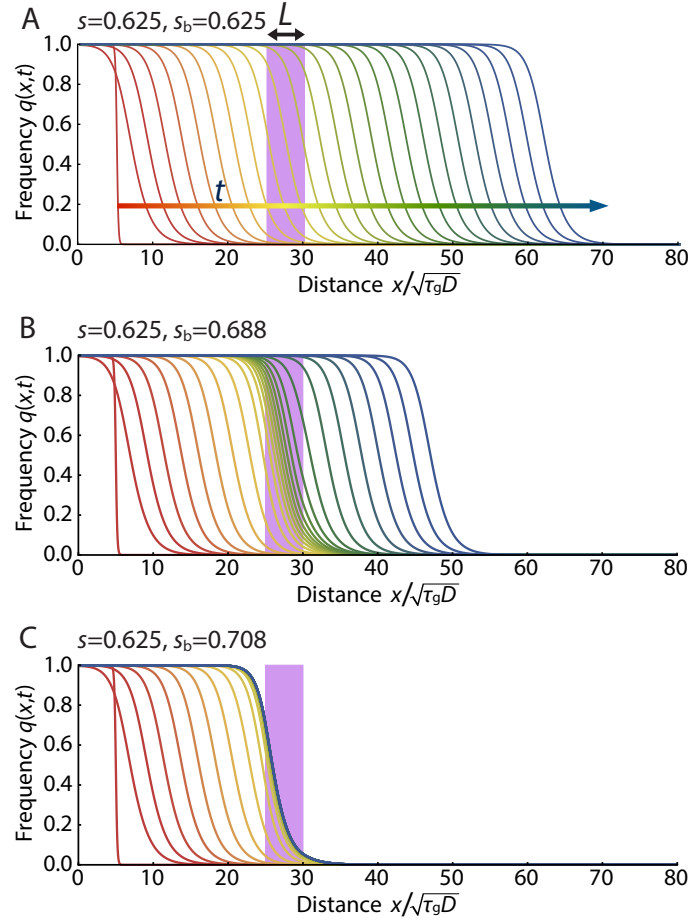 A
s=0.625, s_b=0.625
L
Frequency q(x,t)
1.0
0.8
0.6
0.4
0.2
0.0
t
0 10 20 30 40 50 60 70 80
Distance x/√τ_gD
B
s=0.625, s_b=0.688
Frequency q(x,t)
1.0
0.8
0.6
0.4
0.2
0.0
0 10 20 30 40 50 60 70 80
Distance x/√τ_gD
C
s=0.625, s_b=0.708
Frequency q(x,t)
1.0
0.8
0.6
0.4
0.2
0.0
0 10 20 30 40 50 60 70 80
Distance x/√τ_gD